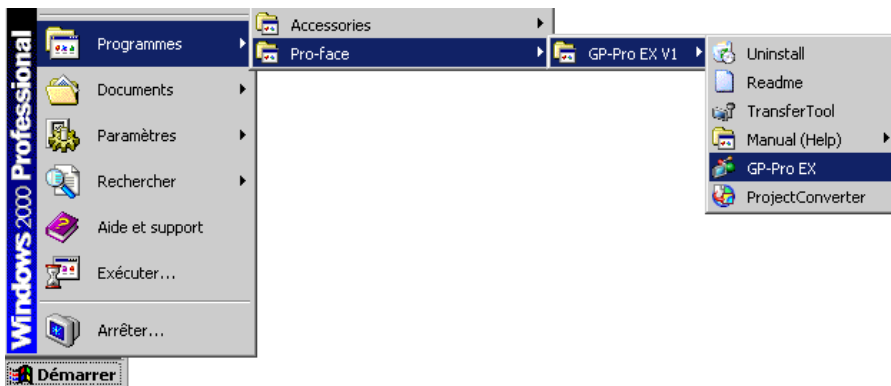 Windows 2000 Professional
Programmes
Documents
Paramètres
Rechercher
Aide et support
Exécuter...
Arrêter...
Démarrer
Accessories
Pro-face
GP-Pro EX V1
Uninstall
Readme
TransferTool
Manual (Help)
GP-Pro EX
ProjectConverter